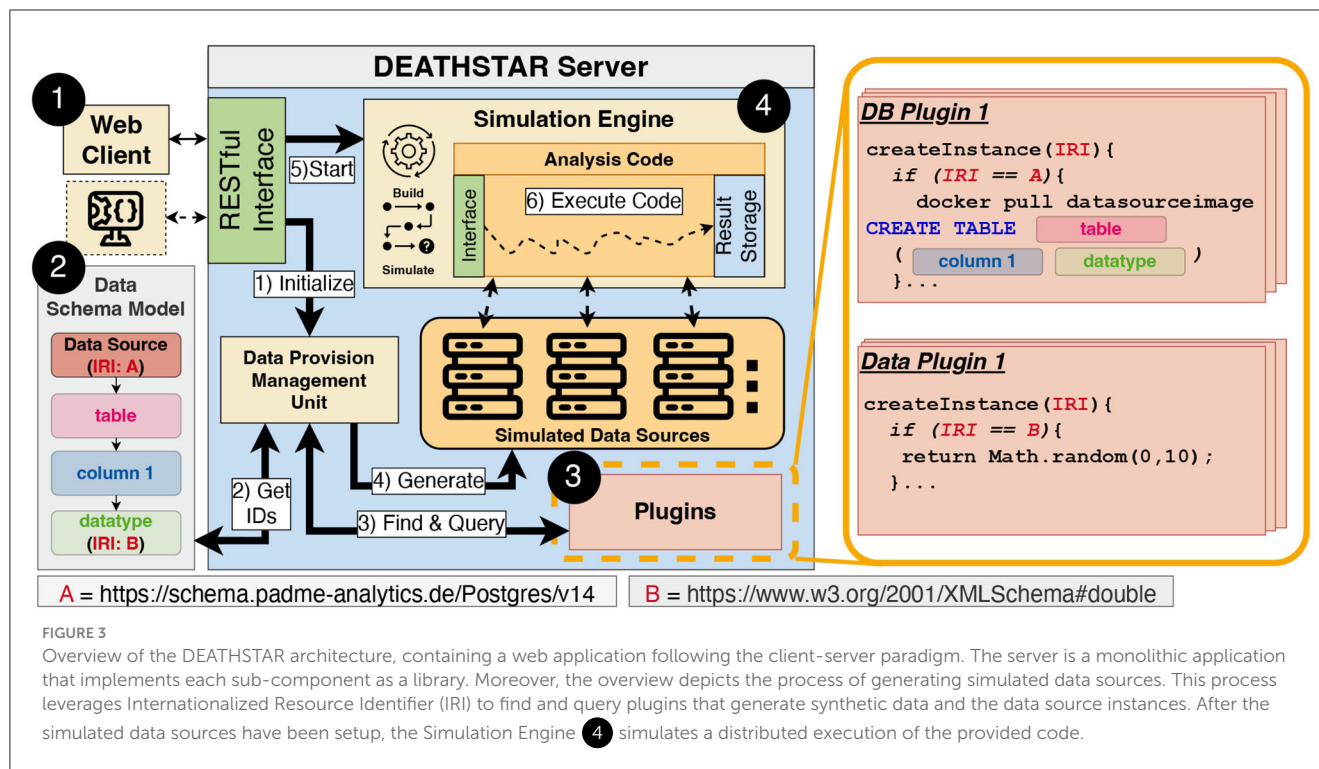 DEATHSTAR Server
1
Web
Client
RESTful
Interface
5)Start
4
Simulation Engine
Build
?
Simulate
Analysis Code
Interface
6) Execute Code
Result
Storage
{}
2
Data
Schema Model
Data Source
(IRI: A)
table
column 1
datatype
(IRI: B)
1) Initialize
Data Provision
Management
Unit
Simulated Data Sources
2) Get
IDs
4) Generate
3) Find & Query
3
Plugins
DB Plugin 1
createInstance(IRI){
if (IRI == A){
docker pull datasourceimage
CREATE TABLE table
( column 1 datatype )
}...
Data Plugin 1
createInstance(IRI){
if (IRI == B){
return Math.random(0,10);
}...
A = https://schema.padme-analytics.de/Postgres/v14
B = https://www.w3.org/2001/XMLSchema#double
FIGURE 3
Overview of the DEATHSTAR architecture, containing a web application following the client-server paradigm. The server is a monolithic application
that implements each sub-component as a library. Moreover, the overview depicts the process of generating simulated data sources. This process
leverages Internationalized Resource Identifier (IRI) to find and query plugins that generate synthetic data and the data source instances. After the
simulated data sources have been setup, the Simulation Engine 4 simulates a distributed execution of the provided code.